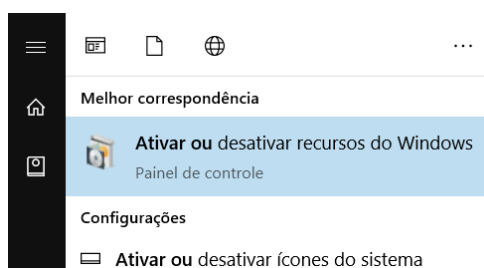 Melhor correspondência
Ativar ou desativar recursos do Windows
Painel de controle
Configurações
Ativar ou desativar ícones do sistema